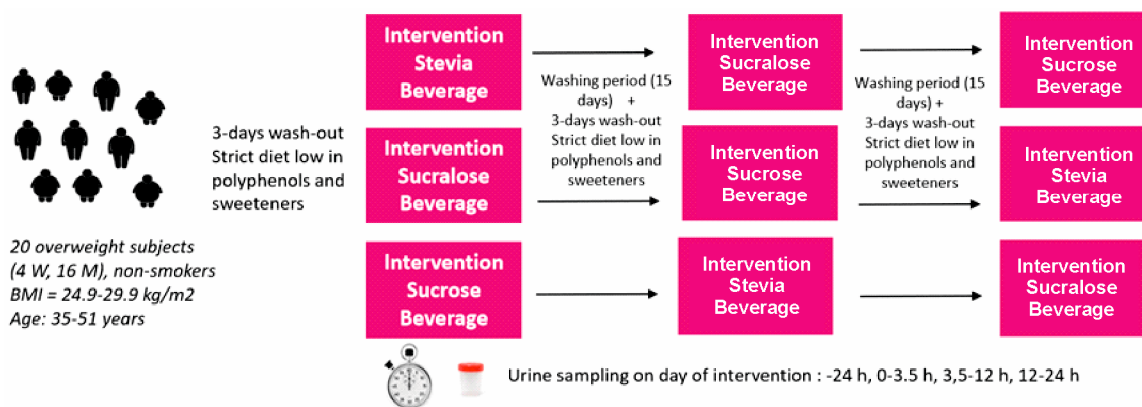 3-days wash-out
Strict diet low in
polyphenols and
sweeteners
20 overweight subjects
(4 W, 16 M), non-smokers
BMI = 24.9-29.9 kg/m2
Age: 35-51 years
Intervention
Stevia
Beverage
Intervention
Sucralose
Beverage
Intervention
Sucrose
Beverage
Washing period (15
days) +
3-days wash-out
Strict diet low in
polyphenols and
sweeteners
Intervention
Sucralose
Beverage
Intervention
Sucrose
Beverage
Intervention
Stevia
Beverage
Washing period (15
days) +
3-days wash-out
Strict diet low in
polyphenols and
sweeteners
Intervention
Sucrose
Beverage
Intervention
Stevia
Beverage
Intervention
Sucralose
Beverage
Urine sampling on day of intervention : -24 h, 0-3.5 h, 3,5-12 h, 12-24 h